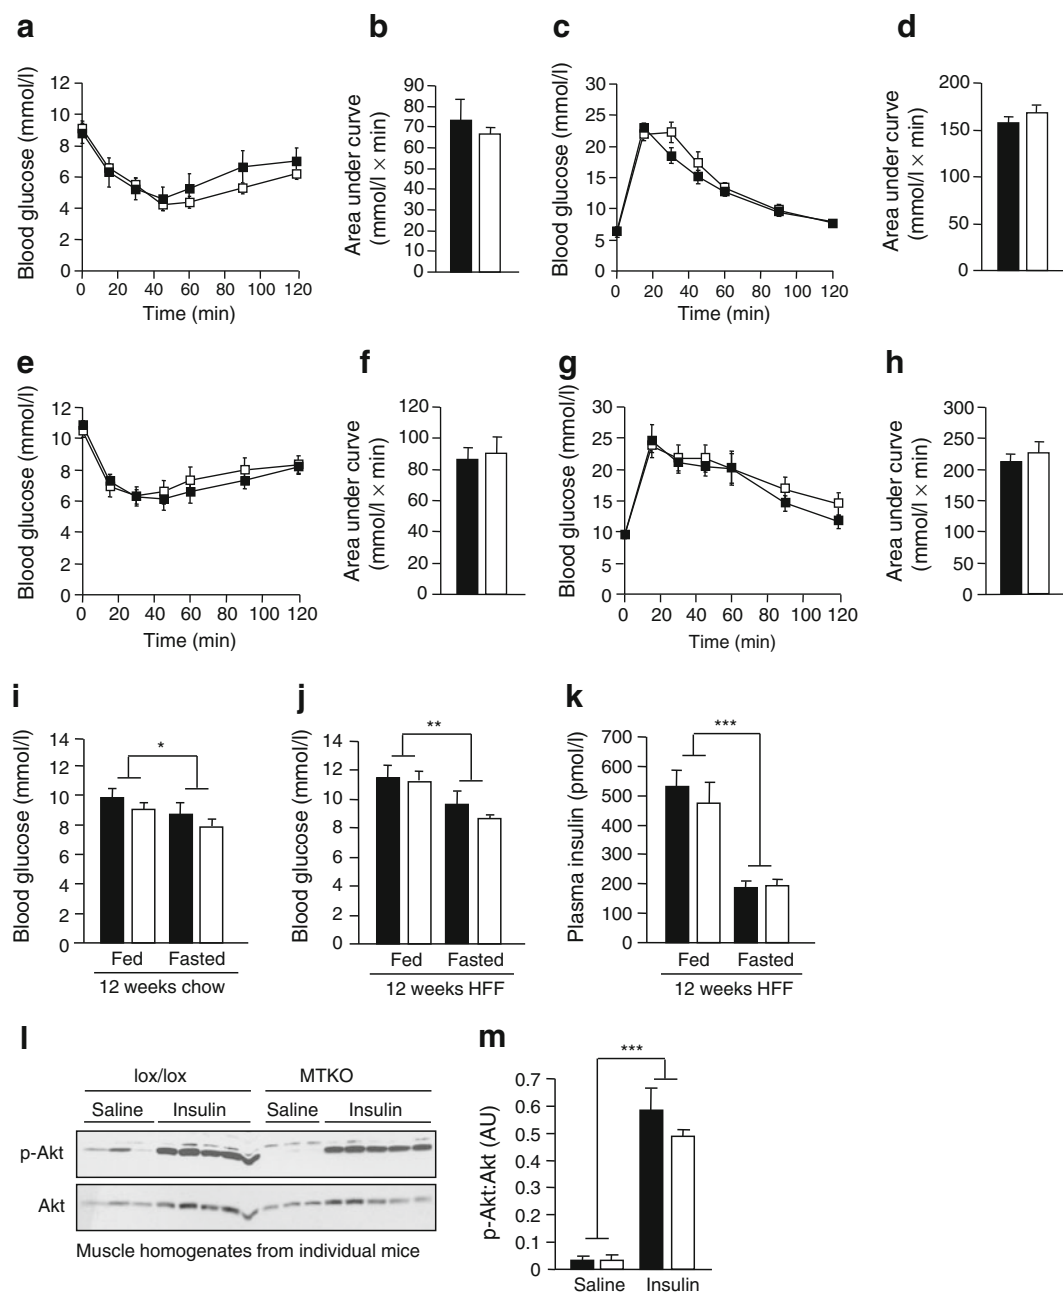 a
b
c
d
Blood glucose (mmol/l)
12
10
8
6
4
2
0
0 20 40 60 80 100 120
Time (min)
Area under curve
(mmol/l × min)
90
80
70
60
50
40
30
20
10
0
Blood glucose (mmol/l)
30
25
20
15
10
5
0
0 20 40 60 80 100 120
Time (min)
Area under curve
(mmol/l × min)
200
150
100
50
0
e
f
g
h
Blood glucose (mmol/l)
12
10
8
6
4
2
0
0 20 40 60 80 100 120
Time (min)
Area under curve
(mmol/l × min)
120
100
80
60
40
20
0
Blood glucose (mmol/l)
30
25
20
15
10
5
0
0 20 40 60 80 100 120
Time (min)
Area under curve
(mmol/l × min)
300
250
200
150
100
50
0
i
j
k
Blood glucose (mmol/l)
14
12
10
8
6
4
2
0
*
Fed Fasted
12 weeks chow
Blood glucose (mmol/l)
14
12
10
8
6
4
2
0
**
Fed Fasted
12 weeks HFF
Plasma insulin (pmol/l)
700
600
500
400
300
200
100
0
***
Fed Fasted
12 weeks HFF
l
m
lox/lox MTKO
Saline Insulin Saline Insulin
p-Akt
Akt
Muscle homogenates from individual mice
p-Akt:Akt (AU)
0.7
0.6
0.5
0.4
0.3
0.2
0.1
0
***
Saline Insulin